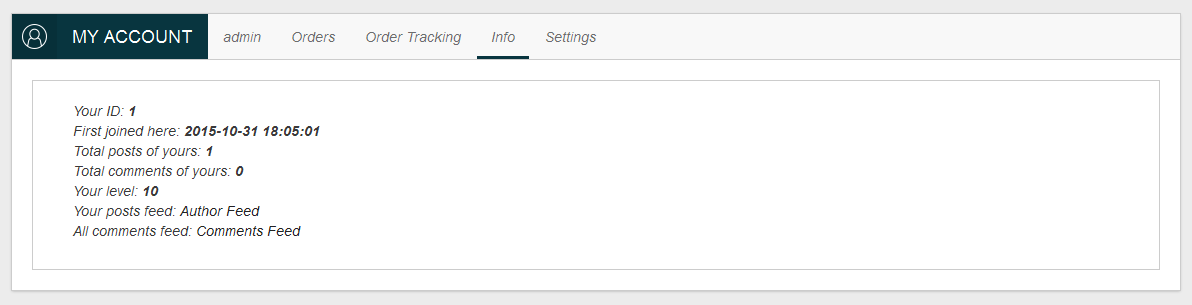 MY ACCOUNT admin Orders Order Tracking Info Settings
Your ID: 1
First joined here: 2015-10-31 18:05:01
Total posts of yours: 1
Total comments of yours: 0
Your level: 10
Your posts feed: Author Feed
All comments feed: Comments Feed